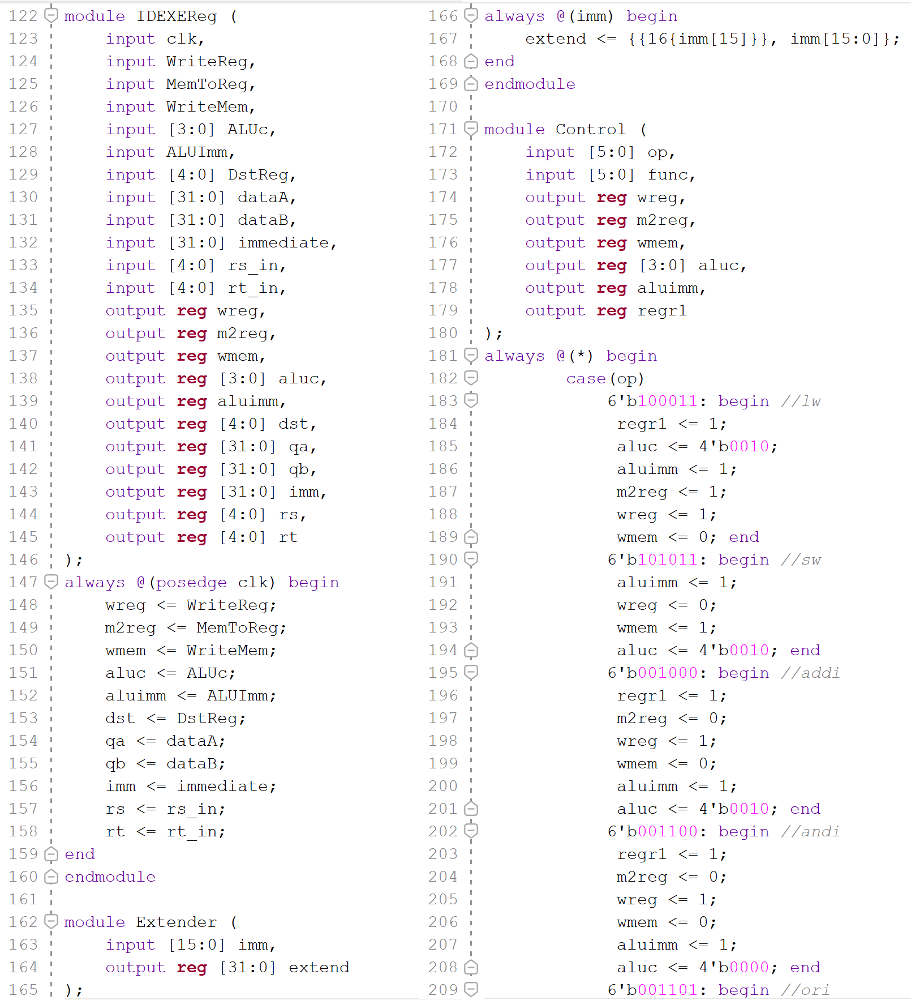 122 module IDEXEReg (
123 input clk,
124 input WriteReg,
125 input MemToReg,
126 input WriteMem,
127 input [3:0] ALUc,
128 input ALUImm,
129 input [4:0] DstReg,
130 input [31:0] dataA,
131 input [31:0] dataB,
132 input [31:0] immediate,
133 input [4:0] rs_in,
134 input [4:0] rt_in,
135 output reg wreg,
136 output reg m2reg,
137 output reg wmem,
138 output reg [3:0] aluc,
139 output reg aluimm,
140 output reg [4:0] dst,
141 output reg [31:0] qa,
142 output reg [31:0] qb,
143 output reg [31:0] imm,
144 output reg [4:0] rs,
145 output reg [4:0] rt
146 );
147 always @(posedge clk) begin
148 wreg <= WriteReg;
149 m2reg <= MemToReg;
150 wmem <= WriteMem;
151 aluc <= ALUc;
152 aluimm <= ALUImm;
153 dst <= DstReg;
154 qa <= dataA;
155 qb <= dataB;
156 imm <= immediate;
157 rs <= rs_in;
158 rt <= rt_in;
159 end
160 endmodule
161
162 module Extender (
163 input [15:0] imm,
164 output reg [31:0] extend
165 );
166 always @(imm) begin
167 extend <= {{16{imm[15]}}, imm[15:0]};
168 end
169 endmodule
170
171 module Control (
172 input [5:0] op,
173 input [5:0] func,
174 output reg wreg,
175 output reg m2reg,
176 output reg wmem,
177 output reg [3:0] aluc,
178 output reg aluimm,
179 output reg regr1
180 );
181 always @(*) begin
182 case(op)
183 6'b100011: begin //lw
184 regr1 <= 1;
185 aluc <= 4'b0010;
186 aluimm <= 1;
187 m2reg <= 1;
188 wreg <= 1;
189 wmem <= 0; end
190 6'b101011: begin //sw
191 aluimm <= 1;
192 wreg <= 0;
193 wmem <= 1;
194 aluc <= 4'b0010; end
195 6'b001000: begin //addi
196 regr1 <= 1;
197 m2reg <= 0;
198 wreg <= 1;
199 wmem <= 0;
200 aluimm <= 1;
201 aluc <= 4'b0010; end
202 6'b001100: begin //andi
203 regr1 <= 1;
204 m2reg <= 0;
205 wreg <= 1;
206 wmem <= 0;
207 aluimm <= 1;
208 aluc <= 4'b0000; end
209 6'b001101: begin //ori